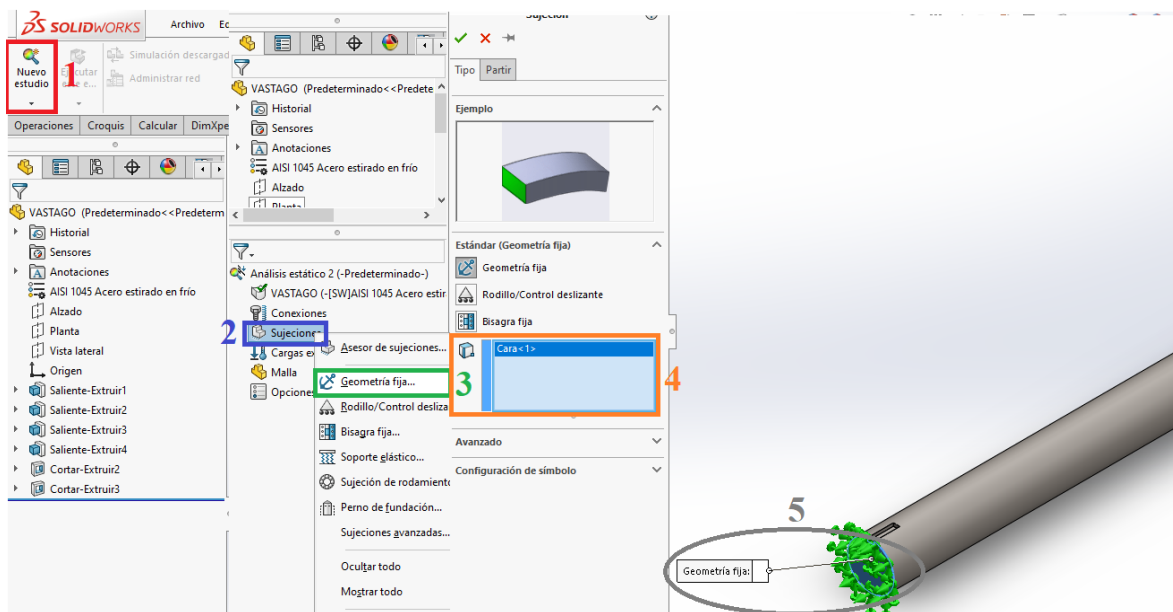 SOLIDWORKS
Archivo
Nuevo estudio
1
Simulación descargad
Administrar red
Operaciones Croquis Calcular DimXpe
VASTAGO (Predeterminado<<Predeterm
Historial
Sensores
Anotaciones
AISI 1045 Acero estirado en frío
Alzado
Planta
Vista lateral
Origen
Saliente-Extruir1
Saliente-Extruir2
Saliente-Extruir3
Saliente-Extruir4
Cortar-Extruir2
Cortar-Extruir3
VASTAGO (Predeterminado<<Predete
Historial
Sensores
Anotaciones
AISI 1045 Acero estirado en frío
Alzado
Planta
Análisis estático 2 (-Predeterminado-)
VASTAGO (-[SW]AISI 1045 Acero estir
Conexiones
2
Sujeciones
Cargas ex
Malla
Opciones
Asesor de sujeciones...
Geometría fija...
3
Rodillo/Control desliza
Bisagra fija...
Soporte elástico...
Sujeción de rodamiento
Perno de fundación...
Sujeciones avanzadas...
Ocultar todo
Mostrar todo
Sujeción
Tipo Partir
Ejemplo
Estándar (Geometría fija)
Geometría fija
Rodillo/Control deslizante
Bisagra fija
Cara<1>
4
Avanzado
Configuración de símbolo
5
Geometría fija: